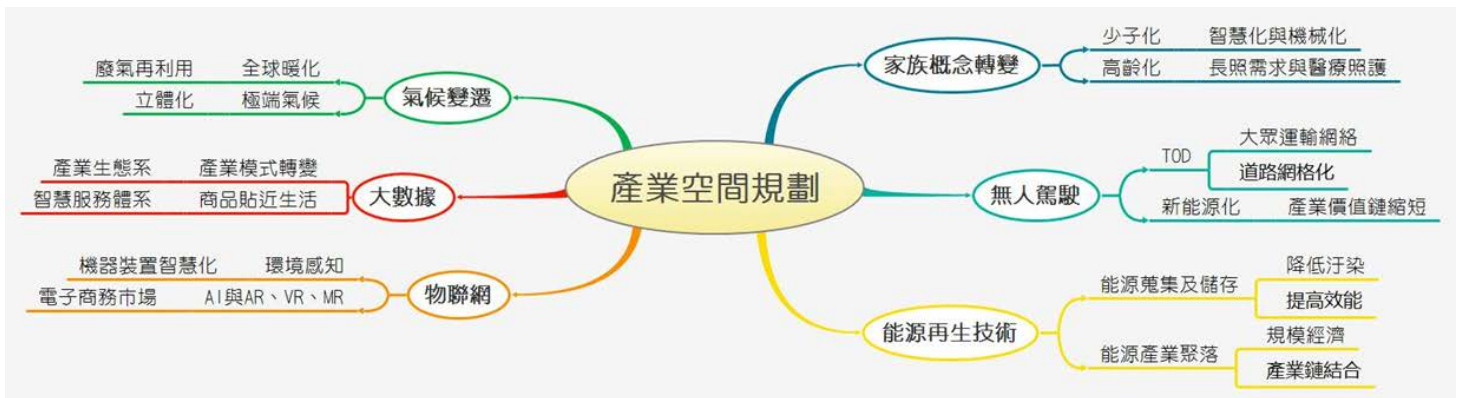 產業空間規劃
家族概念轉變
少子化 智慧化與機械化
高齡化 長照需求與醫療照護
無人駕駛
TOD
大眾運輸網絡
道路網格化
新能源化 產業價值鏈縮短
能源再生技術
能源蒐集及儲存
降低汙染
提高效能
能源產業聚落
規模經濟
產業鏈結合
氣候變遷
廢氣再利用 全球暖化
立體化 極端氣候
大數據
產業生態系 產業模式轉變
智慧服務體系 商品貼近生活
物聯網
機器裝置智慧化 環境感知
電子商務市場 AI與AR、VR、MR